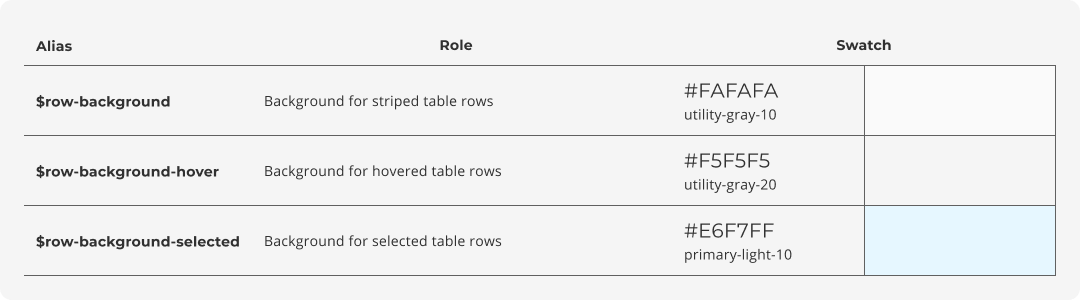 Alias Role Swatch
$row-background Background for striped table rows #FAFAFA
utility-gray-10
$row-background-hover Background for hovered table rows #F5F5F5
utility-gray-20
$row-background-selected Background for selected table rows #E6F7FF
primary-light-10